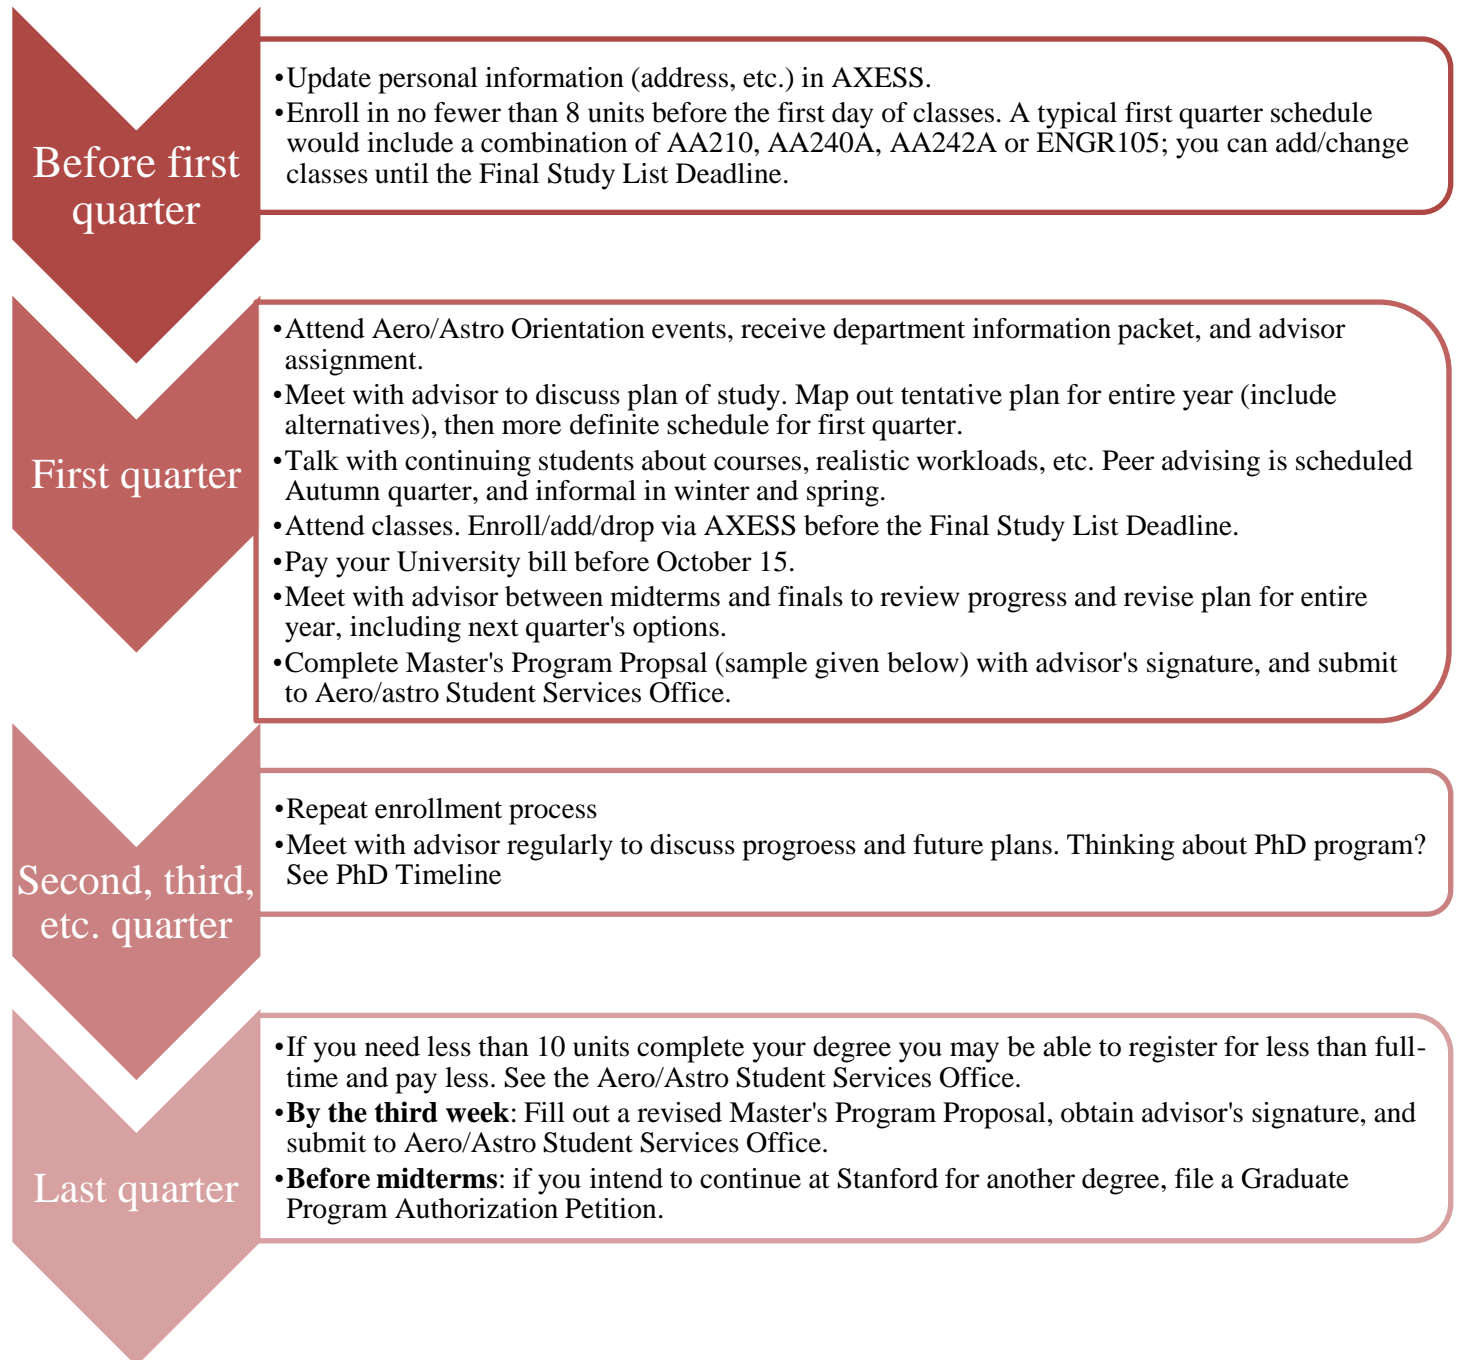 Before first
quarter
•Update personal information (address, etc.) in AXESS.
•Enroll in no fewer than 8 units before the first day of classes. A typical first quarter schedule
would include a combination of AA210, AA240A, AA242A or ENGR105; you can add/change
classes until the Final Study List Deadline.
First quarter
•Attend Aero/Astro Orientation events, receive department information packet, and advisor
assignment.
•Meet with advisor to discuss plan of study. Map out tentative plan for entire year (include
alternatives), then more definite schedule for first quarter.
•Talk with continuing students about courses, realistic workloads, etc. Peer advising is scheduled
Autumn quarter, and informal in winter and spring.
•Attend classes. Enroll/add/drop via AXESS before the Final Study List Deadline.
•Pay your University bill before October 15.
•Meet with advisor between midterms and finals to review progress and revise plan for entire
year, including next quarter's options.
•Complete Master's Program Propsal (sample given below) with advisor's signature, and submit
to Aero/astro Student Services Office.
Second, third,
etc. quarter
•Repeat enrollment process
•Meet with advisor regularly to discuss progroess and future plans. Thinking about PhD program?
See PhD Timeline
Last quarter
•If you need less than 10 units complete your degree you may be able to register for less than full-
time and pay less. See the Aero/Astro Student Services Office.
•By the third week: Fill out a revised Master's Program Proposal, obtain advisor's signature, and
submit to Aero/Astro Student Services Office.
•Before midterms: if you intend to continue at Stanford for another degree, file a Graduate
Program Authorization Petition.